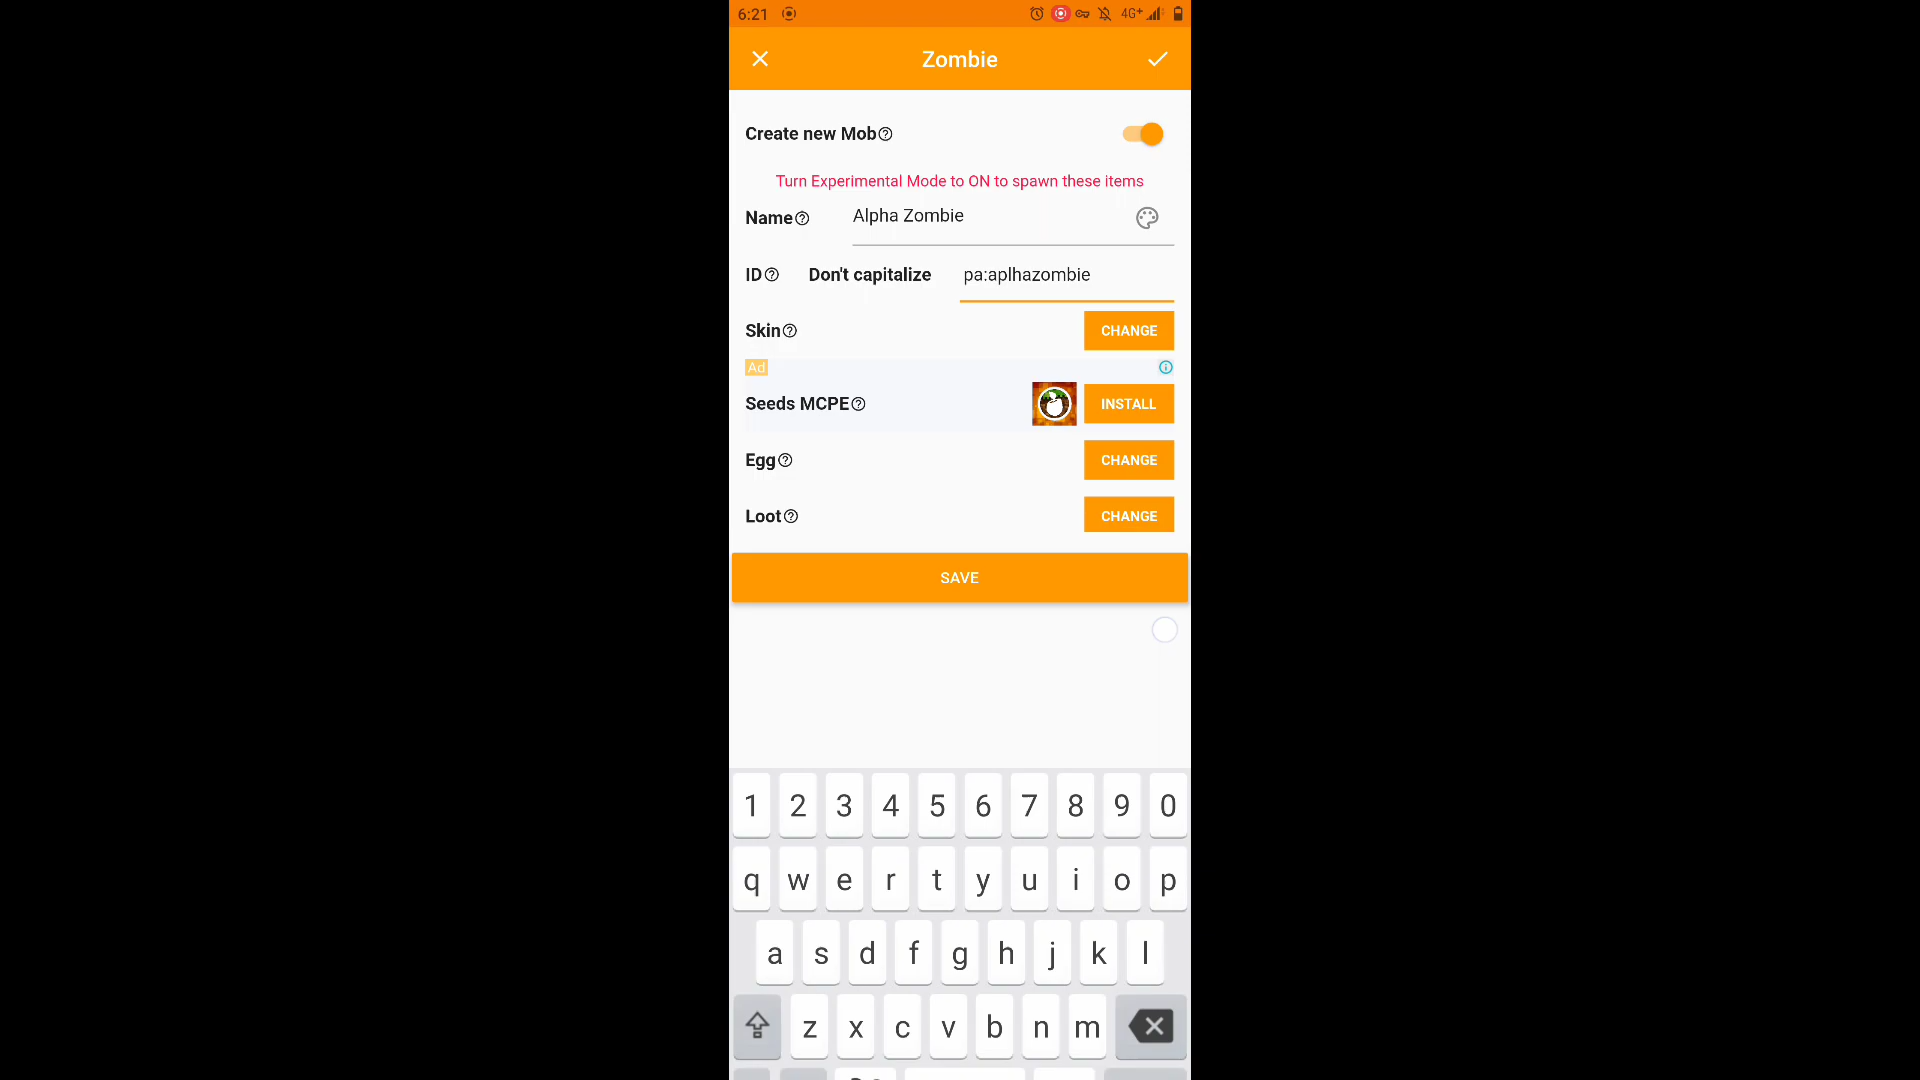 6:21 4G+
Zombie
Create new Mob
Turn Experimental Mode to ON to spawn these items
Name Alpha Zombie
ID Don't capitalize pa:aplhazombie
Skin CHANGE
Ad
Seeds MCPE INSTALL
Egg CHANGE
Loot CHANGE
SAVE
1 2 3 4 5 6 7 8 9 0
q w e r t y u i o p
a s d f g h j k l
z x c v b n m